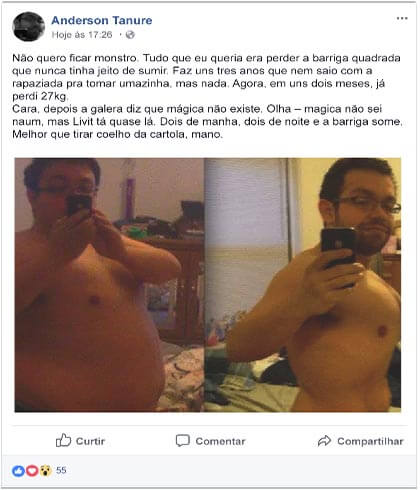 Anderson Tanure
Hoje às 17:26 ·
Não quero ficar monstro. Tudo que eu queria era perder a barriga quadrada
que nunca tinha jeito de sumir. Faz uns tres anos que nem saio com a
rapaziada pra tomar umazinha, mas nada. Agora, em uns dois meses, já
perdi 27kg.
Cara, depois a galera diz que mágica não existe. Olha – magica não sei
naum, mas Livit tá quase lá. Dois de manha, dois de noite e a barriga some.
Melhor que tirar coelho da cartola, mano.
Curtir Comentar Compartilhar
55